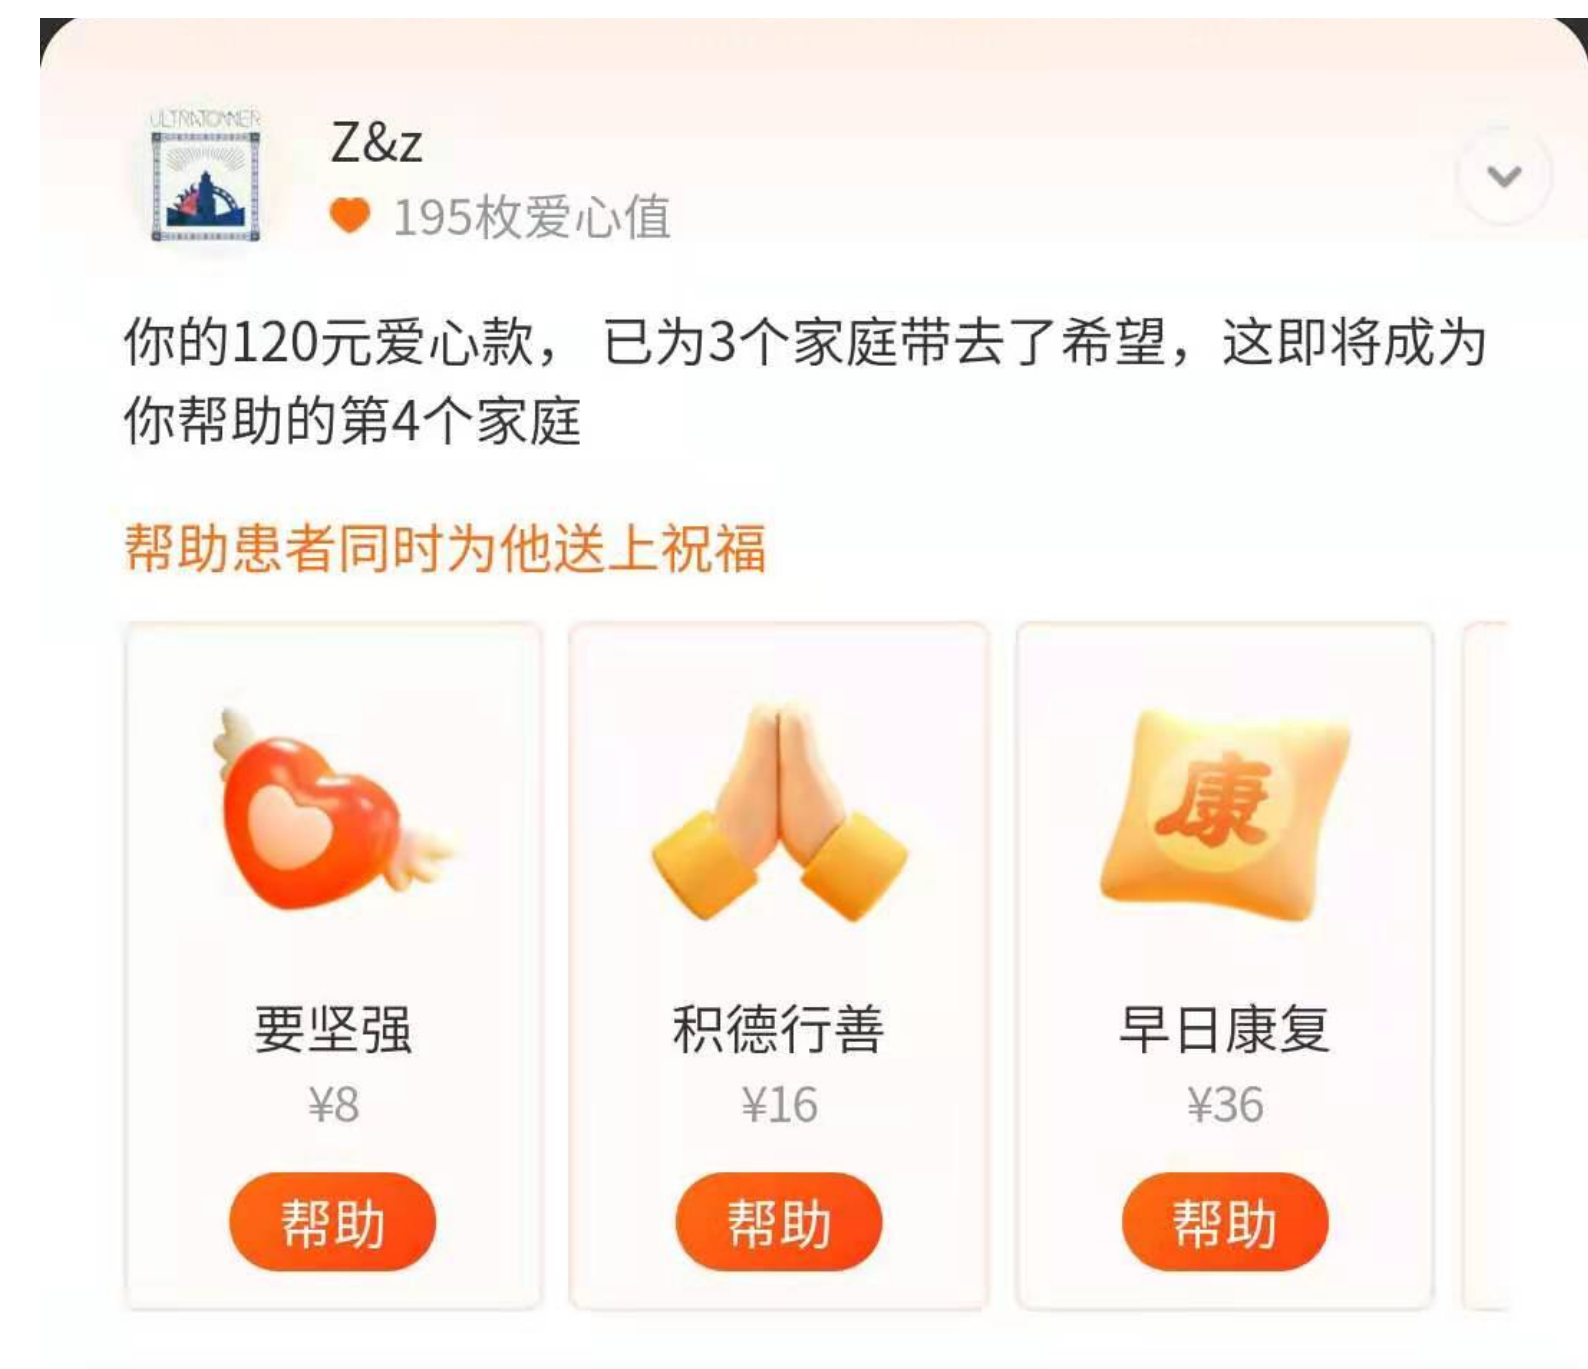 ULTRATOWNER
Z&z
195枚爱心值
你的120元爱心款， 已为3个家庭带去了希望，这即将成为
你帮助的第4个家庭
帮助患者同时为他送上祝福
康
要坚强
积德行善
早日康复
¥8
¥16
¥36
帮助
帮助
帮助